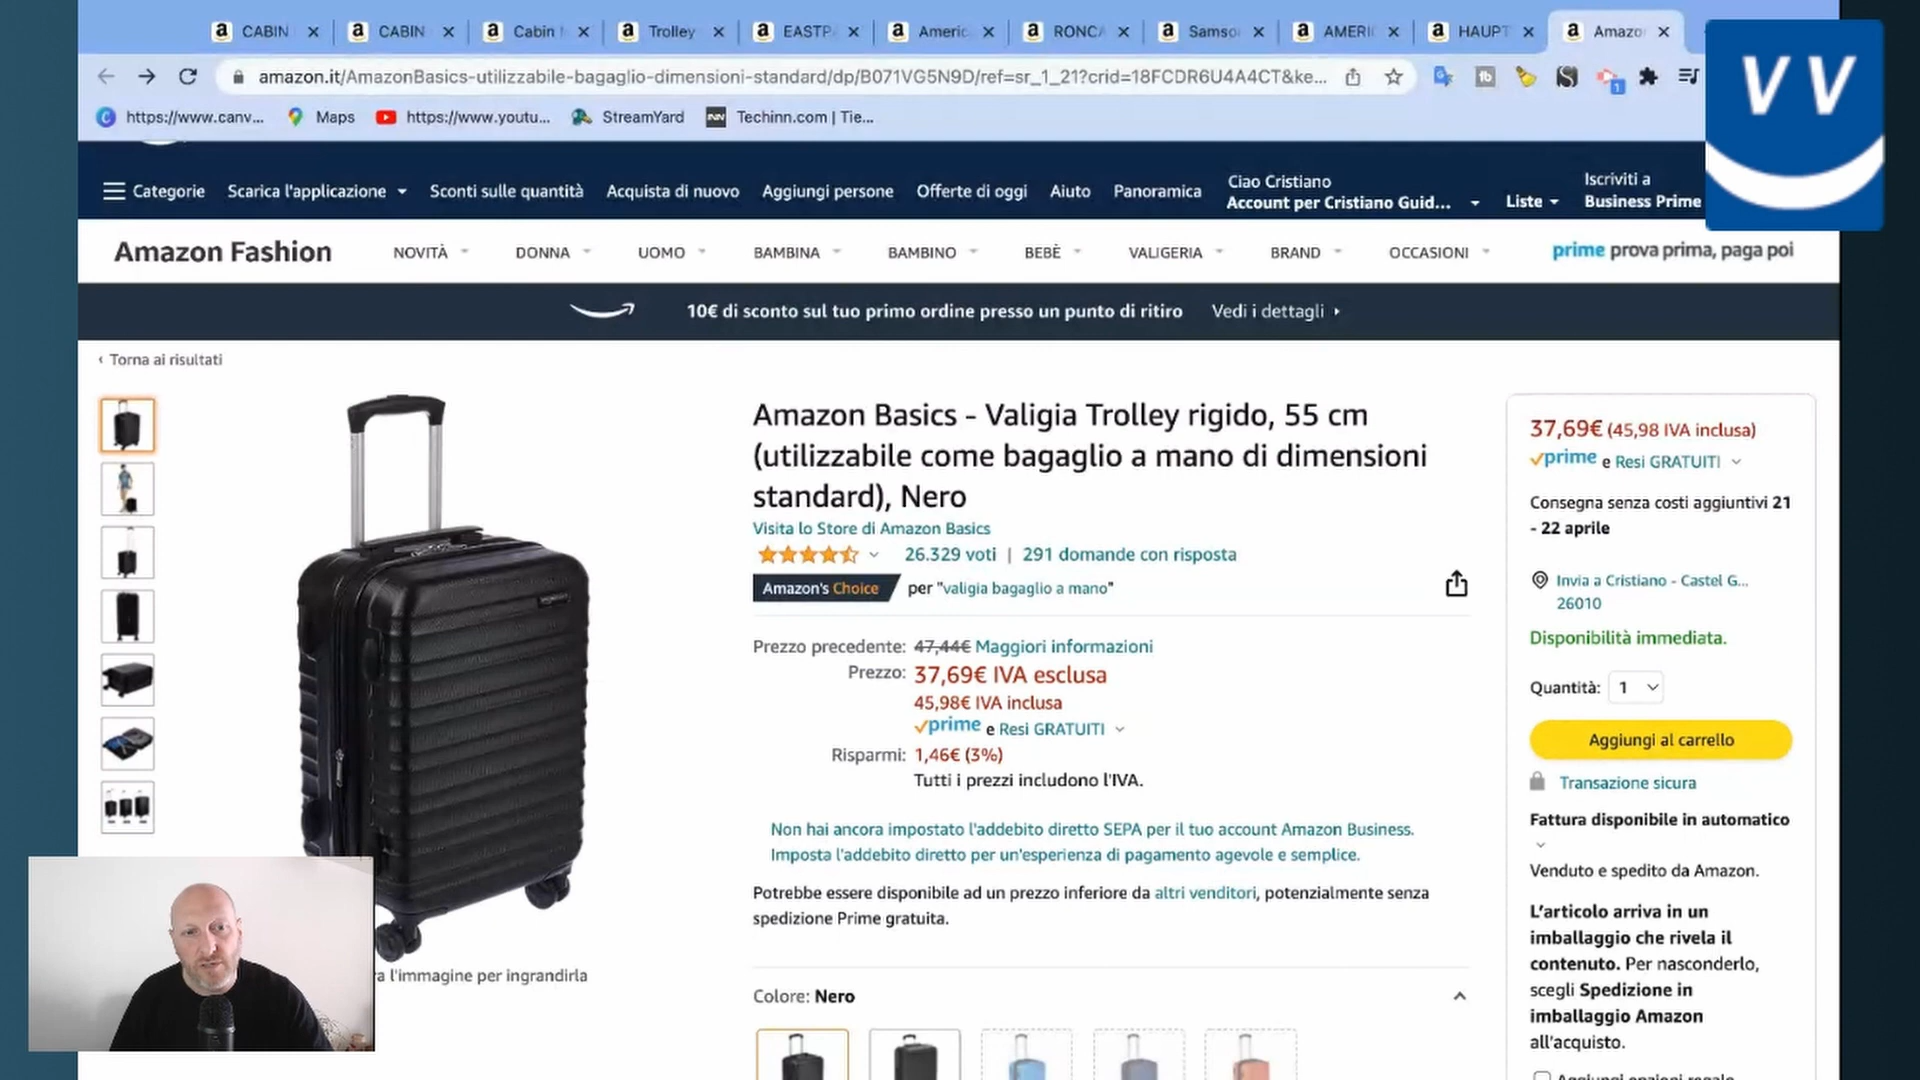 CABIN
CABIN
Cabin
Trolley
EASTP
Americ
RONCA
Samso
AMERI
HAUPT
Amazo
amazon.it/AmazonBasics-utilizzabile-bagaglio-dimensioni-standard/dp/B071VG5N9D/ref=sr_1_21?crid=18FCDR6U4A4CT&ke...
VV
https://www.canv...
Maps
https://www.youtu...
StreamYard
INN
Techinn.com | Tie...
Categorie
Scarica l'applicazione
Sconti sulle quantità
Acquista di nuovo
Aggiungi persone
Offerte di oggi
Aiuto
Panoramica
Ciao Cristiano
Account per Cristiano Guid...
Liste
Iscriviti a
Business Prime
Amazon Fashion
NOVITÀ
DONNA
UOMO
BAMBINA
BAMBINO
BEBÈ
VALIGERIA
BRAND
OCCASIONI
prime prova prima, paga poi
10€ di sconto sul tuo primo ordine presso un punto di ritiro
Vedi i dettagli
‹ Torna ai risultati
Amazon Basics - Valigia Trolley rigido, 55 cm
(utilizzabile come bagaglio a mano di dimensioni
standard), Nero
Visita lo Store di Amazon Basics
26.329 voti | 291 domande con risposta
Amazon's Choice per "valigia bagaglio a mano"
Prezzo precedente: 47,44€ Maggiori informazioni
Prezzo: 37,69€ IVA esclusa
45,98€ IVA inclusa
prime e Resi GRATUITI
Risparmi: 1,46€ (3%)
Tutti i prezzi includono l'IVA.
Non hai ancora impostato l'addebito diretto SEPA per il tuo account Amazon Business.
Imposta l'addebito diretto per un'esperienza di pagamento agevole e semplice.
Potrebbe essere disponibile ad un prezzo inferiore da altri venditori, potenzialmente senza
spedizione Prime gratuita.
Colore: Nero
a l'immagine per ingrandirla
37,69€ (45,98 IVA inclusa)
prime e Resi GRATUITI
Consegna senza costi aggiuntivi 21
- 22 aprile
Invia a Cristiano - Castel G...
26010
Disponibilità immediata.
Quantità: 1
Aggiungi al carrello
Transazione sicura
Fattura disponibile in automatico
Venduto e spedito da Amazon.
L'articolo arriva in un
imballaggio che rivela il
contenuto. Per nasconderlo,
scegli Spedizione in
imballaggio Amazon
all'acquisto.
Aggiungi opzioni regalo